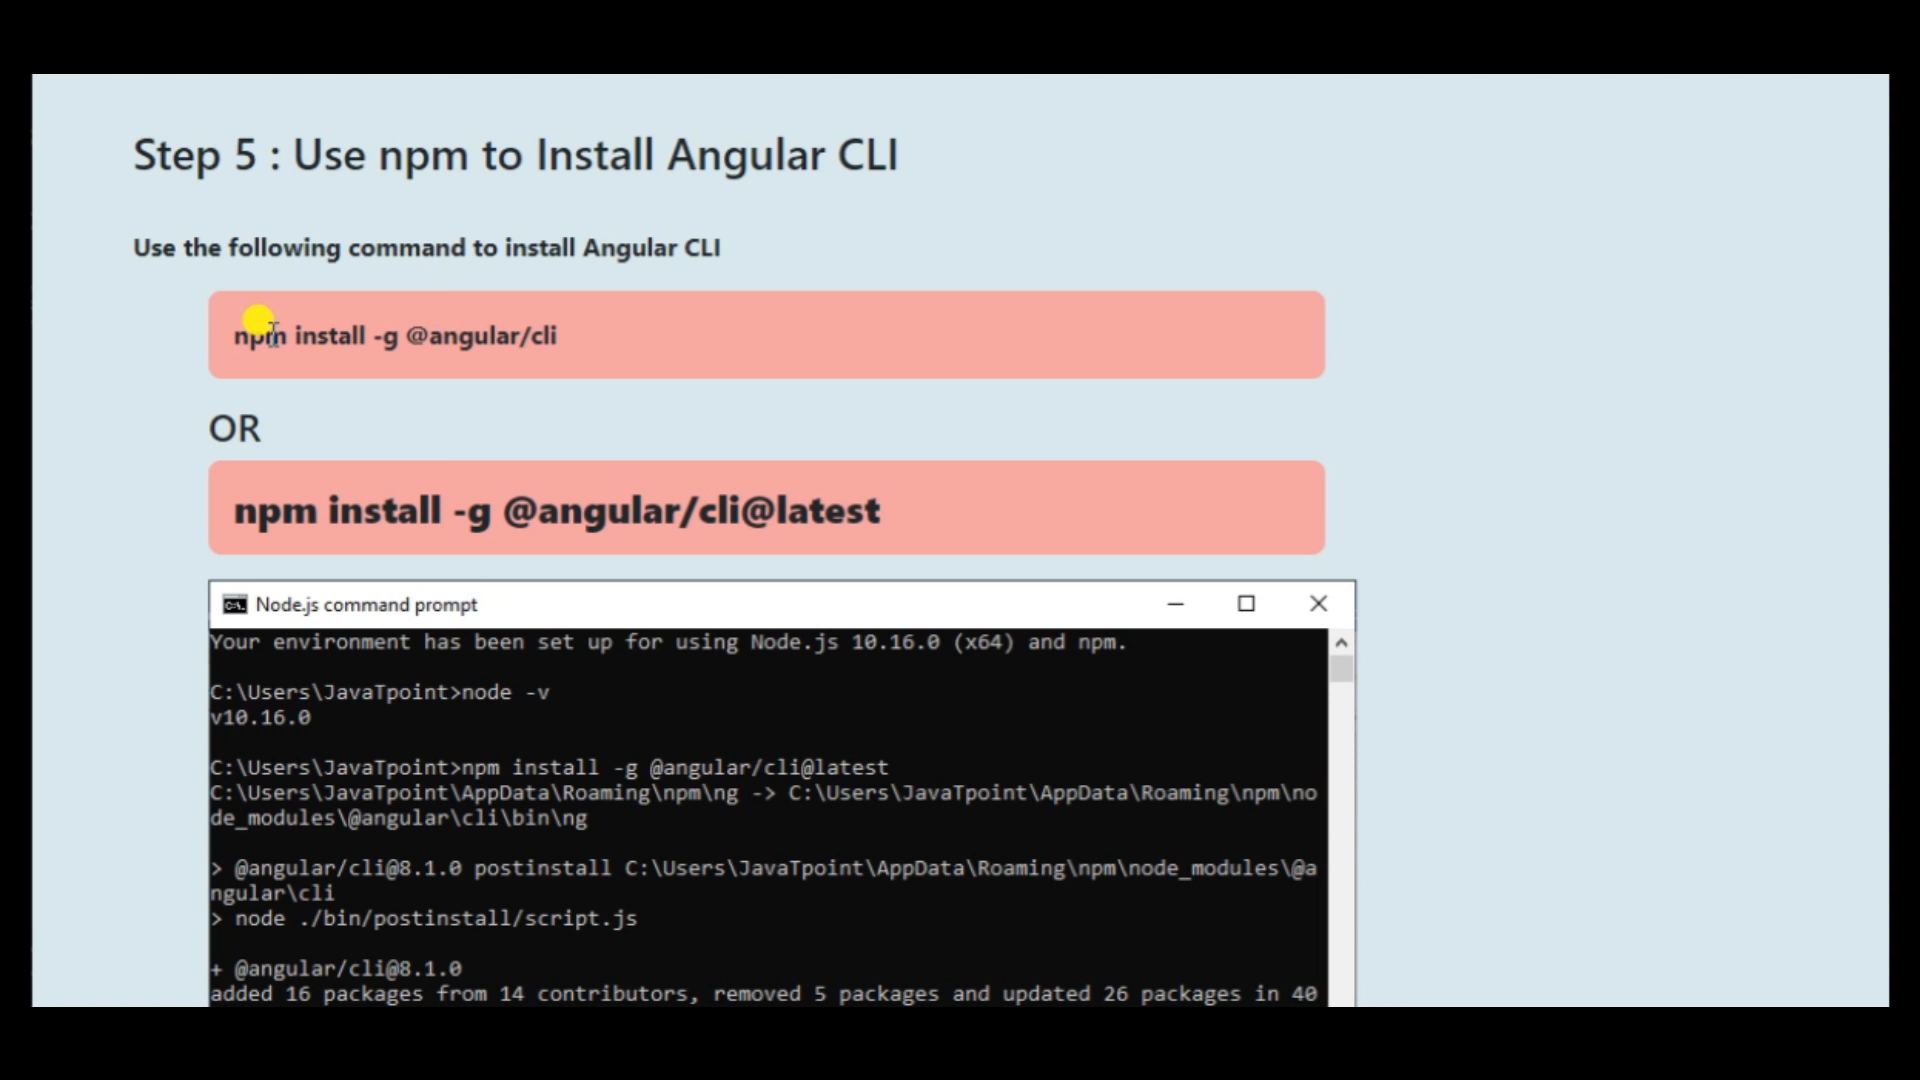 Step 5 : Use npm to Install Angular CLI
Use the following command to install Angular CLI
npm install -g @angular/cli
OR
npm install -g @angular/cli@latest
Node.js command prompt
Your environment has been set up for using Node.js 10.16.0 (x64) and npm.
C:\Users\JavaTpoint>node -v
v10.16.0
C:\Users\JavaTpoint>npm install -g @angular/cli@latest
C:\Users\JavaTpoint\AppData\Roaming\npm\ng -> C:\Users\JavaTpoint\AppData\Roaming\npm\no
de_modules\@angular\cli\bin\ng
> @angular/cli@8.1.0 postinstall C:\Users\JavaTpoint\AppData\Roaming\npm\node_modules\@a
ngular\cli
> node ./bin/postinstall/script.js
+ @angular/cli@8.1.0
added 16 packages from 14 contributors, removed 5 packages and updated 26 packages in 40